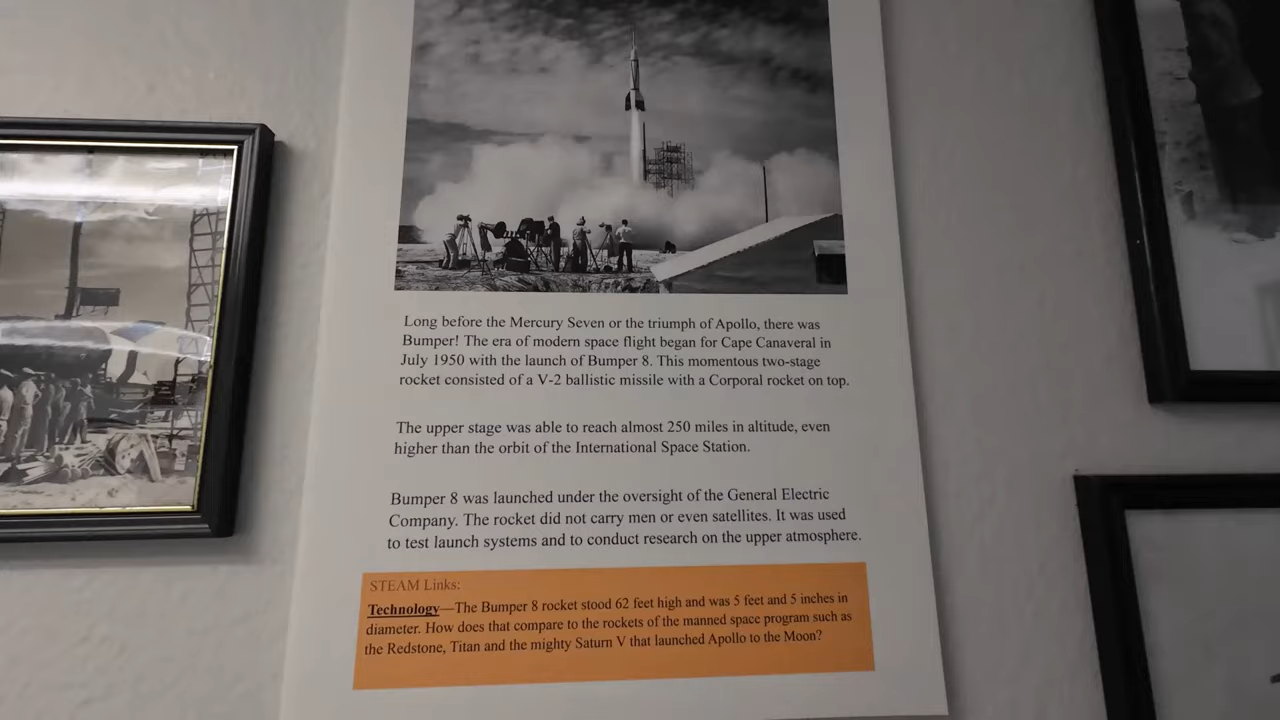 Long before the Mercury Seven or the triumph of Apollo, there was
Bumper! The era of modern space flight began for Cape Canaveral in
July 1950 with the launch of Bumper 8. This momentous two-stage
rocket consisted of a V-2 ballistic missile with a Corporal rocket on top.
The upper stage was able to reach almost 250 miles in altitude, even
higher than the orbit of the International Space Station.
Bumper 8 was launched under the oversight of the General Electric
Company. The rocket did not carry men or even satellites. It was used
to test launch systems and to conduct research on the upper atmosphere.
STEAM Links:
Technology—The Bumper 8 rocket stood 62 feet high and was 5 feet and 5 inches in
diameter. How does that compare to the rockets of the manned space program such as
the Redstone, Titan and the mighty Saturn V that launched Apollo to the Moon?